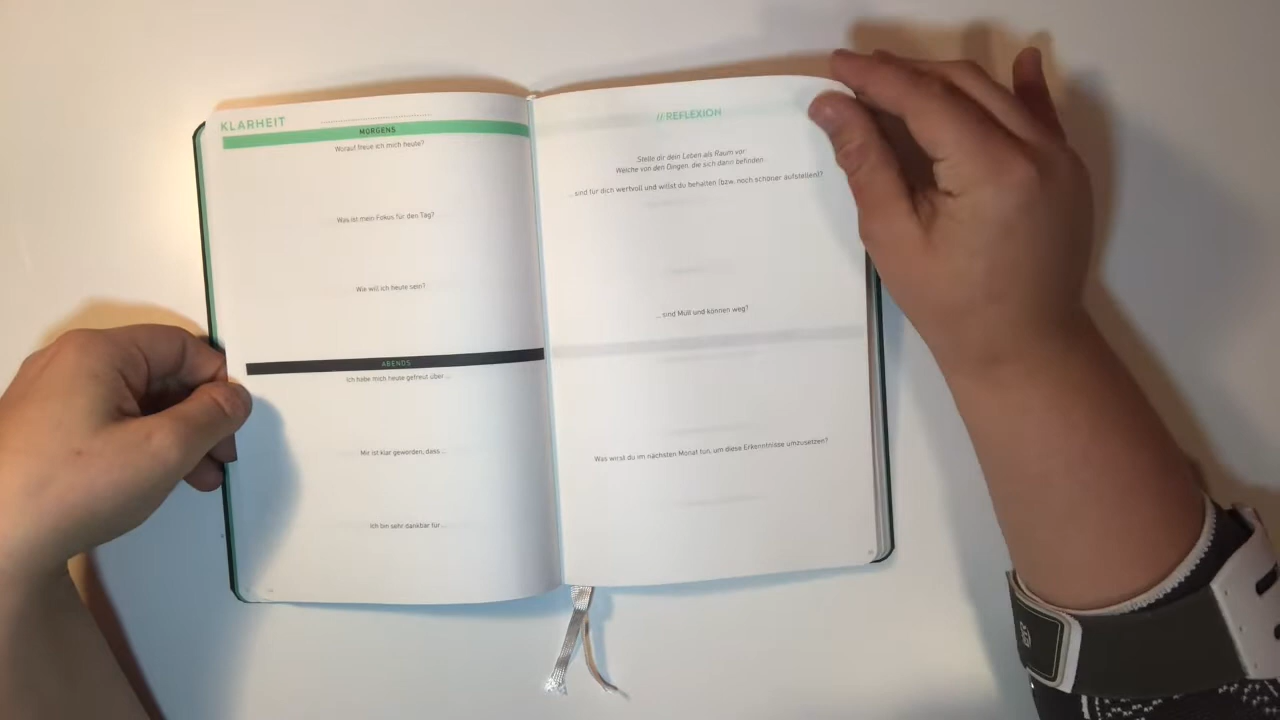 KLARHEIT
MORGENS
Worauf freue ich mich heute?
Was ist mein Fokus für den Tag?
Wie will ich heute sein?
ABENDS
Ich habe mich heute gefreut über ...
Mir ist klar geworden, dass ...
Ich bin sehr dankbar für ...
// REFLEXION
Stelle dir dein Leben als Raum vor.
Welche von den Dingen, die sich darin befinden
... sind für dich wertvoll und willst du behalten (bzw. noch schöner aufstellen)?
... sind Müll und können weg?
Was wirst du im nächsten Monat tun, um diese Erkenntnisse umzusetzen?